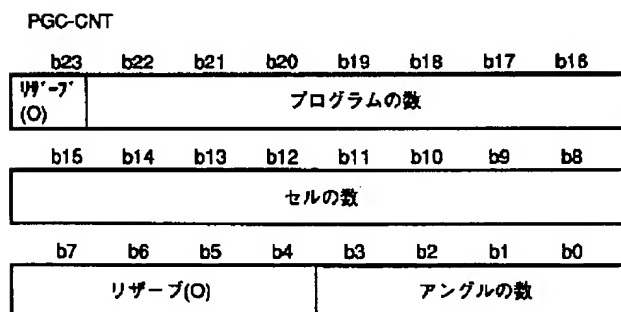 PGC-CNT
b23 b22 b21 b20 b19 b18 b17 b16
リザーブ プログラムの数
(0)
b15 b14 b13 b12 b11 b10 b9 b8
セルの数
b7 b6 b5 b4 b3 b2 b1 b0
リザーブ(0) アングルの数